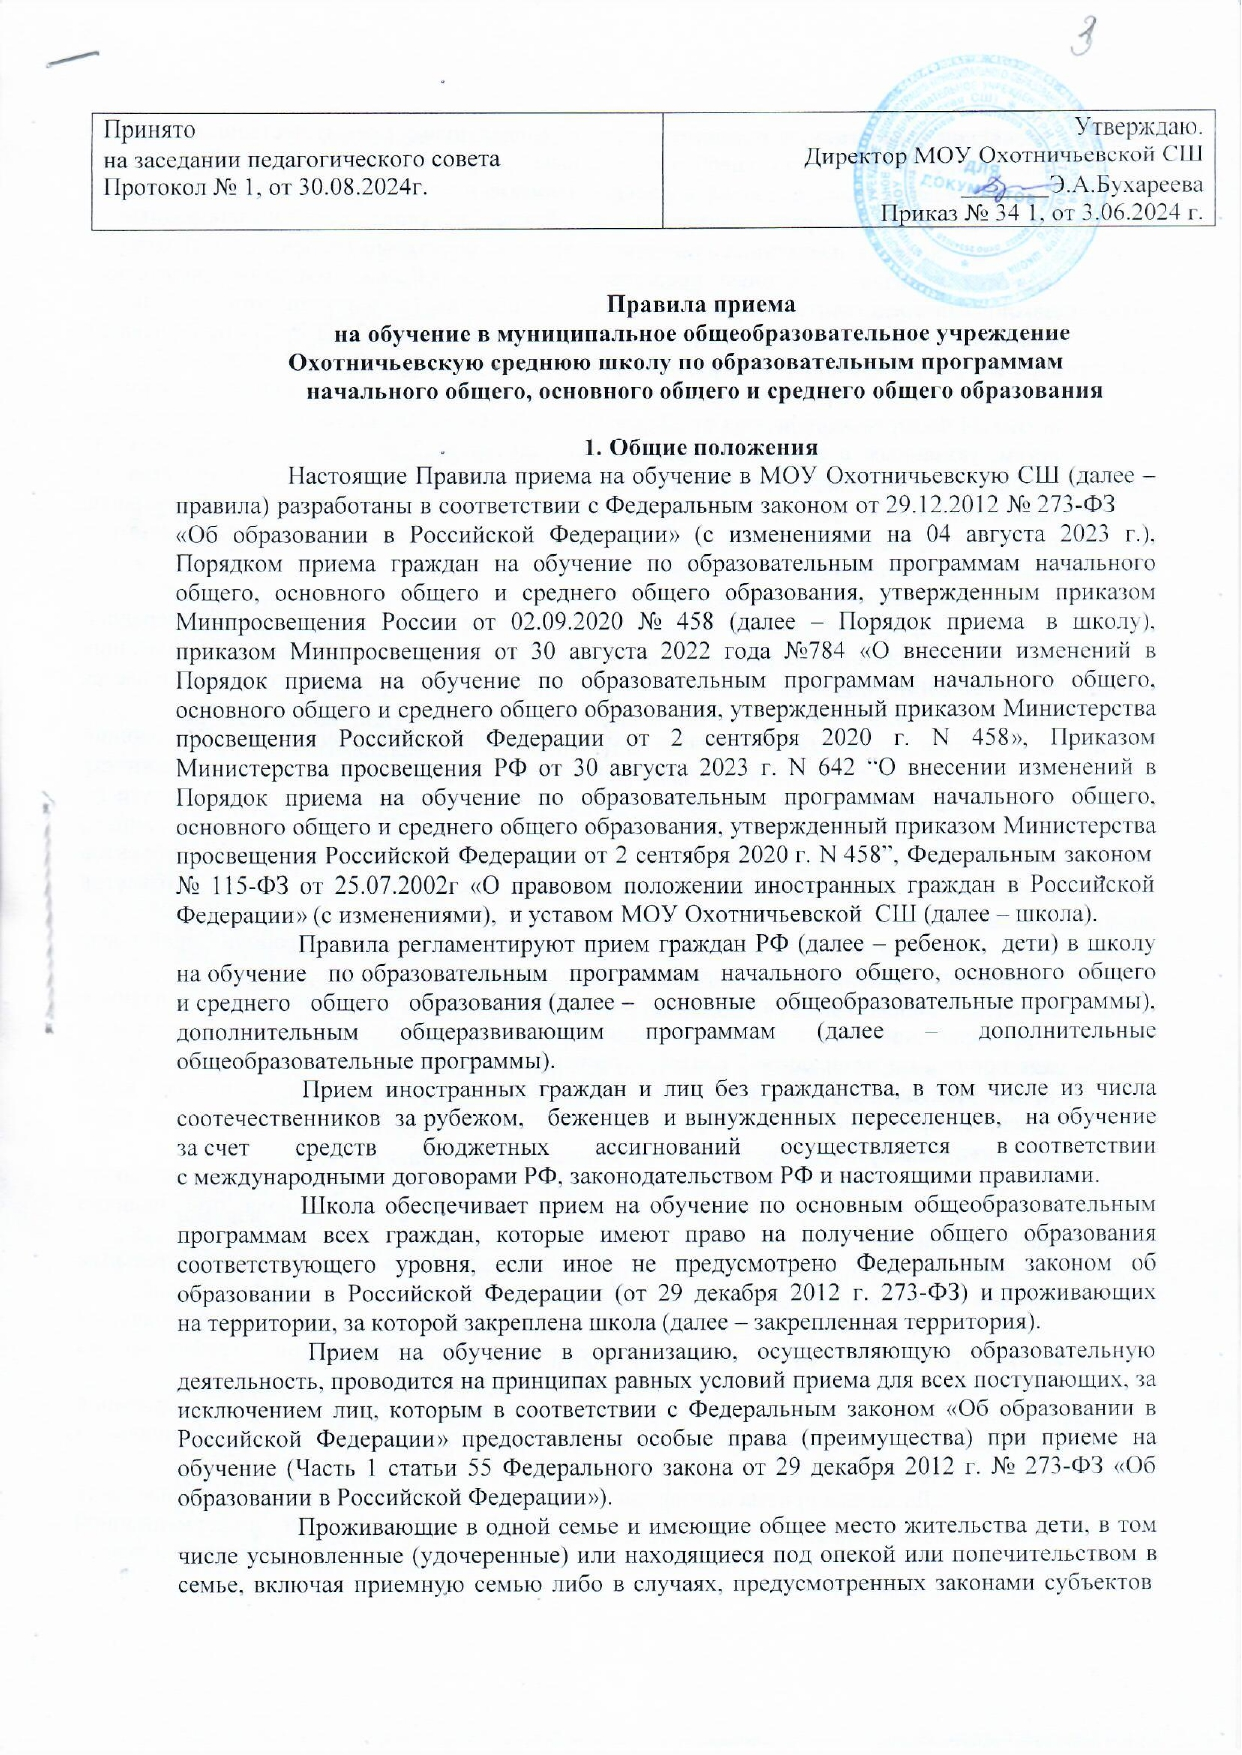 3
Принято
на заседании педагогического совета
Протокол № 1, от 30.08.2024г.
Утверждаю.
Директор МОУ Охотничьевской СШ
_______Э.А.Бухареева
Приказ № 34 1, от 3.06.2024 г.
ДЛЯ
ДОКУМЕНТОВ
Правила приема
на обучение в муниципальное общеобразовательное учреждение
Охотничьевскую среднюю школу по образовательным программам
начального общего, основного общего и среднего общего образования
1. Общие положения
Настоящие Правила приема на обучение в МОУ Охотничьевскую СШ (далее –
правила) разработаны в соответствии с Федеральным законом от 29.12.2012 № 273-ФЗ
«Об образовании в Российской Федерации» (с изменениями на 04 августа 2023 г.),
Порядком приема граждан на обучение по образовательным программам начального
общего, основного общего и среднего общего образования, утвержденным приказом
Минпросвещения России от 02.09.2020 № 458 (далее – Порядок приема в школу),
приказом Минпросвещения от 30 августа 2022 года №784 «О внесении изменений в
Порядок приема на обучение по образовательным программам начального общего,
основного общего и среднего общего образования, утвержденный приказом Министерства
просвещения Российской Федерации от 2 сентября 2020 г. N 458», Приказом
Министерства просвещения РФ от 30 августа 2023 г. N 642 “О внесении изменений в
Порядок приема на обучение по образовательным программам начального общего,
основного общего и среднего общего образования, утвержденный приказом Министерства
просвещения Российской Федерации от 2 сентября 2020 г. N 458”, Федеральным законом
№ 115-ФЗ от 25.07.2002г «О правовом положении иностранных граждан в Российской
Федерации» (с изменениями), и уставом МОУ Охотничьевской СШ (далее – школа).
Правила регламентируют прием граждан РФ (далее – ребенок, дети) в школу
на обучение по образовательным программам начального общего, основного общего
и среднего общего образования (далее – основные общеобразовательные программы),
дополнительным общеразвивающим программам (далее – дополнительные
общеобразовательные программы).
Прием иностранных граждан и лиц без гражданства, в том числе из числа
соотечественников за рубежом, беженцев и вынужденных переселенцев, на обучение
за счет средств бюджетных ассигнований осуществляется в соответствии
с международными договорами РФ, законодательством РФ и настоящими правилами.
Школа обеспечивает прием на обучение по основным общеобразовательным
программам всех граждан, которые имеют право на получение общего образования
соответствующего уровня, если иное не предусмотрено Федеральным законом об
образовании в Российской Федерации (от 29 декабря 2012 г. 273-ФЗ) и проживающих
на территории, за которой закреплена школа (далее – закрепленная территория).
Прием на обучение в организацию, осуществляющую образовательную
деятельность, проводится на принципах равных условий приема для всех поступающих, за
исключением лиц, которым в соответствии с Федеральным законом «Об образовании в
Российской Федерации» предоставлены особые права (преимущества) при приеме на
обучение (Часть 1 статьи 55 Федерального закона от 29 декабря 2012 г. № 273-ФЗ «Об
образовании в Российской Федерации»).
Проживающие в одной семье и имеющие общее место жительства дети, в том
числе усыновленные (удочеренные) или находящиеся под опекой или попечительством в
семье, включая приемную семью либо в случаях, предусмотренных законами субъектов